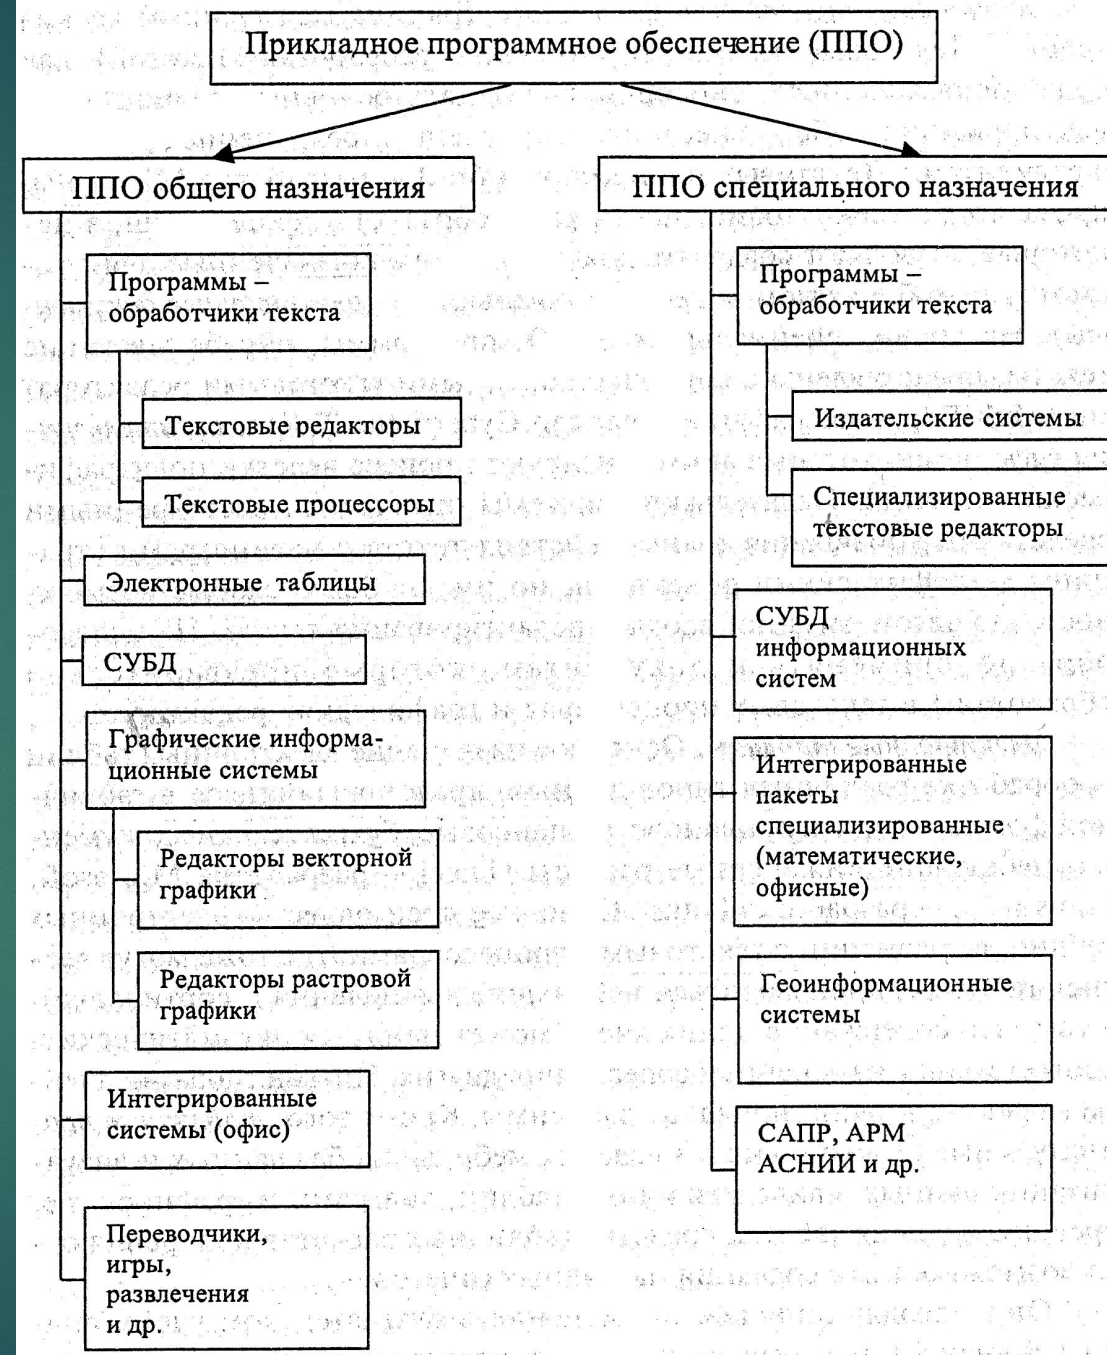 Прикладное программное обеспечение (ППО)
ППО общего назначения
Программы –
обработчики текста
Текстовые редакторы
Текстовые процессоры
Электронные таблицы
СУБД
Графические информа-
ционные системы
Редакторы векторной
графики
Редакторы растровой
графики
Интегрированные
системы (офис)
Переводчики,
игры,
развлечения
и др.
ППО специального назначения
Программы –
обработчики текста
Издательские системы
Специализированные
текстовые редакторы
СУБД
информационных
систем
Интегрированные
пакеты
специализированные
(математические,
офисные)
Геоинформационные
системы
САПР, АРМ
АСНИИ и др.